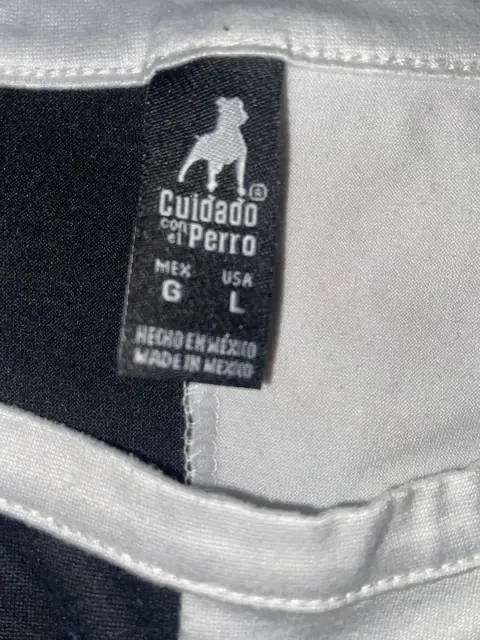 ®
Cuidado
con el Perro
MEX USA
G L
HECHO EN MÉXICO
MADE IN MEXICO